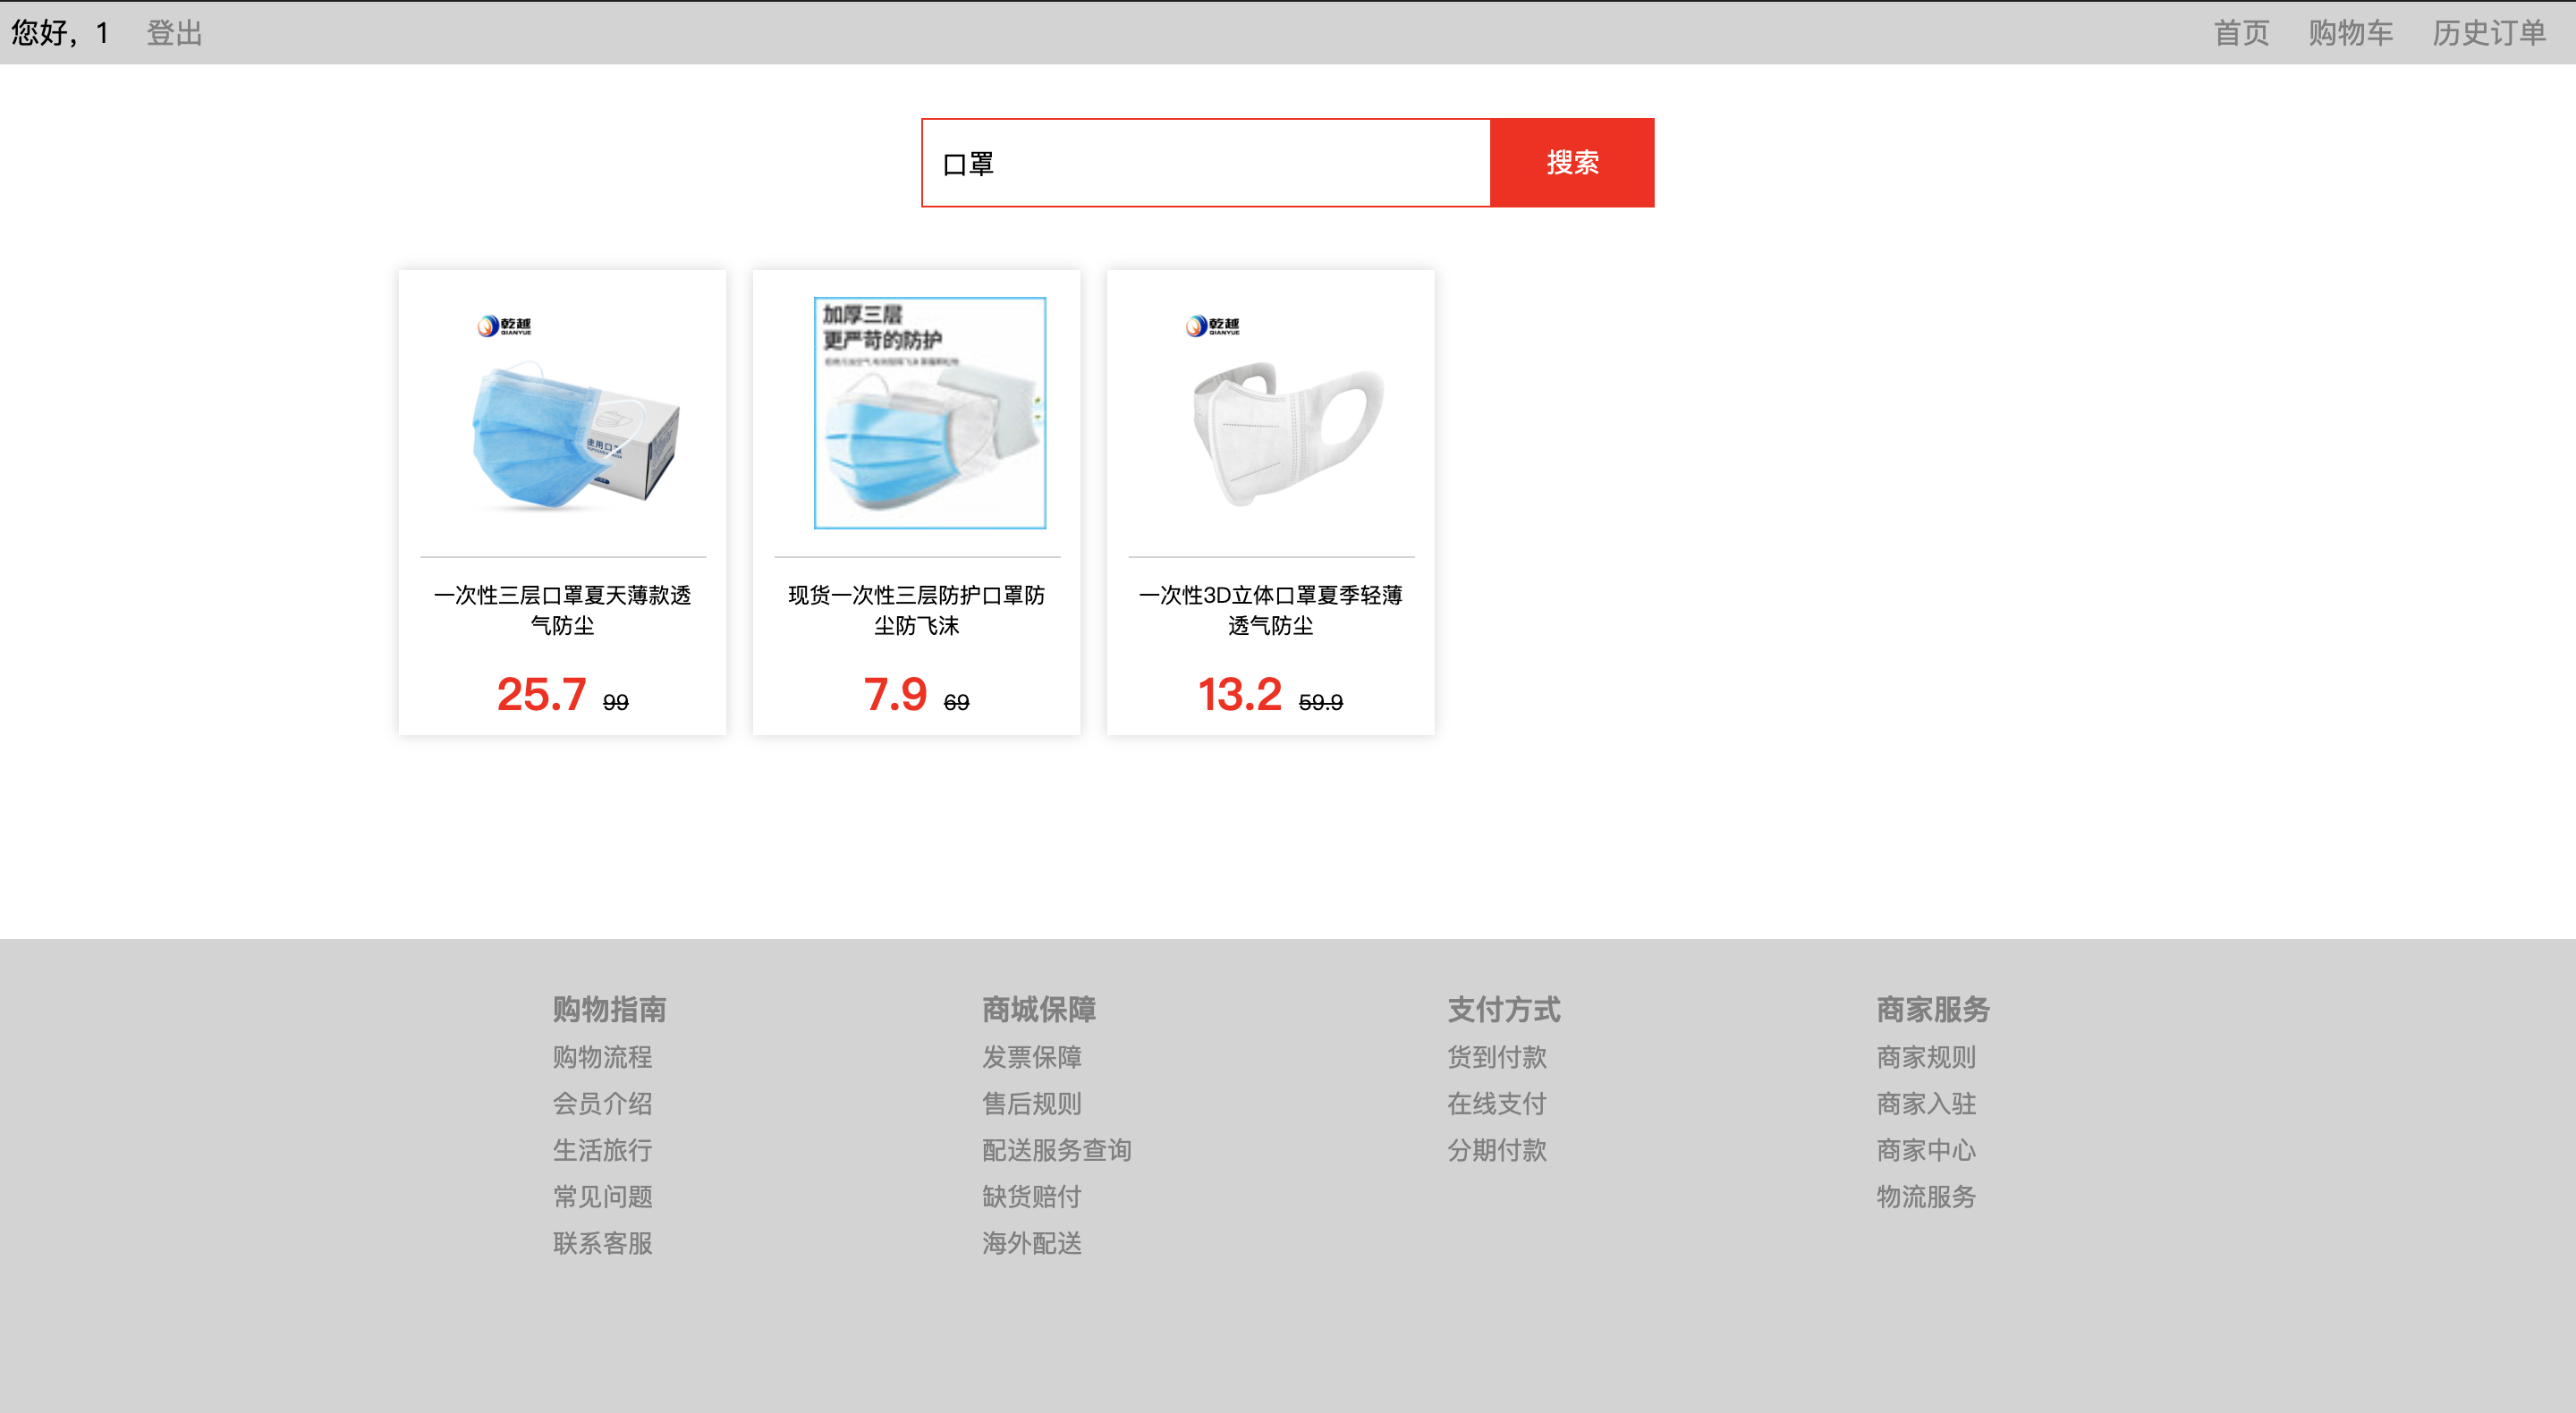 您好，1 登出 首页 购物车 历史订单
口罩 搜索
乾越
QIANYUE
使用口罩
一次性三层口罩夏天薄款透
气防尘
25.7 99
加厚三层
更严苛的防护
现货一次性三层防护口罩防
尘防飞沫
7.9 69
乾越
QIANYUE
一次性3D立体口罩夏季轻薄
透气防尘
13.2 59.9
购物指南
购物流程
会员介绍
生活旅行
常见问题
联系客服
商城保障
发票保障
售后规则
配送服务查询
缺货赔付
海外配送
支付方式
货到付款
在线支付
分期付款
商家服务
商家规则
商家入驻
商家中心
物流服务